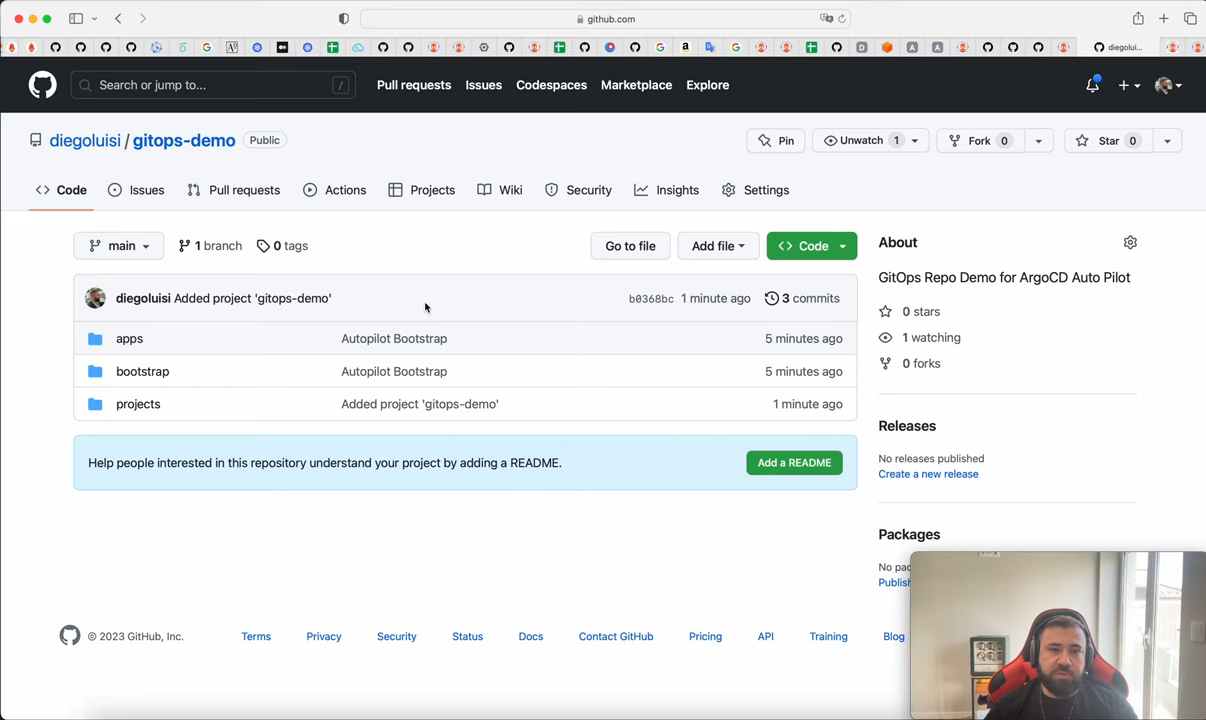 github.com
diegolui...
Search or jump to... /
Pull requests Issues Codespaces Marketplace Explore
diegoluisi / gitops-demo Public
Pin Unwatch 1 Fork 0 Star 0
Code Issues Pull requests Actions Projects Wiki Security Insights Settings
main 1 branch 0 tags Go to file Add file Code
About
diegoluisi Added project 'gitops-demo' b0368bc 1 minute ago 3 commits
GitOps Repo Demo for ArgoCD Auto Pilot
apps Autopilot Bootstrap 5 minutes ago
bootstrap Autopilot Bootstrap 5 minutes ago
projects Added project 'gitops-demo' 1 minute ago
0 stars
1 watching
0 forks
Help people interested in this repository understand your project by adding a README. Add a README
Releases
No releases published
Create a new release
Packages
No
© 2023 GitHub, Inc. Terms Privacy Security Status Docs Contact GitHub Pricing API Training Blog